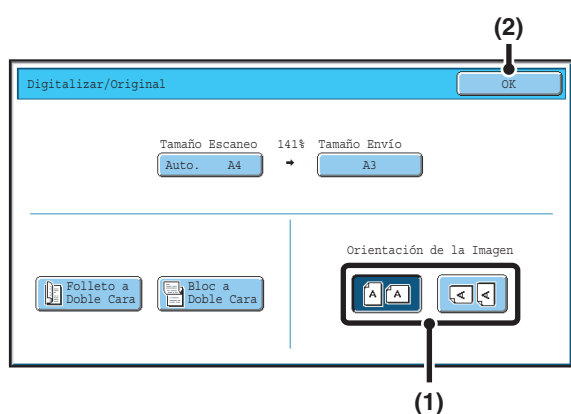 (2)
Digitalizar/Original
OK
Tamaño Escaneo 141% Tamaño Envío
Auto. A4
A3
Orientación de la Imagen
Folleto a
Doble Cara
Bloc a
Doble Cara
A A
A A
(1)